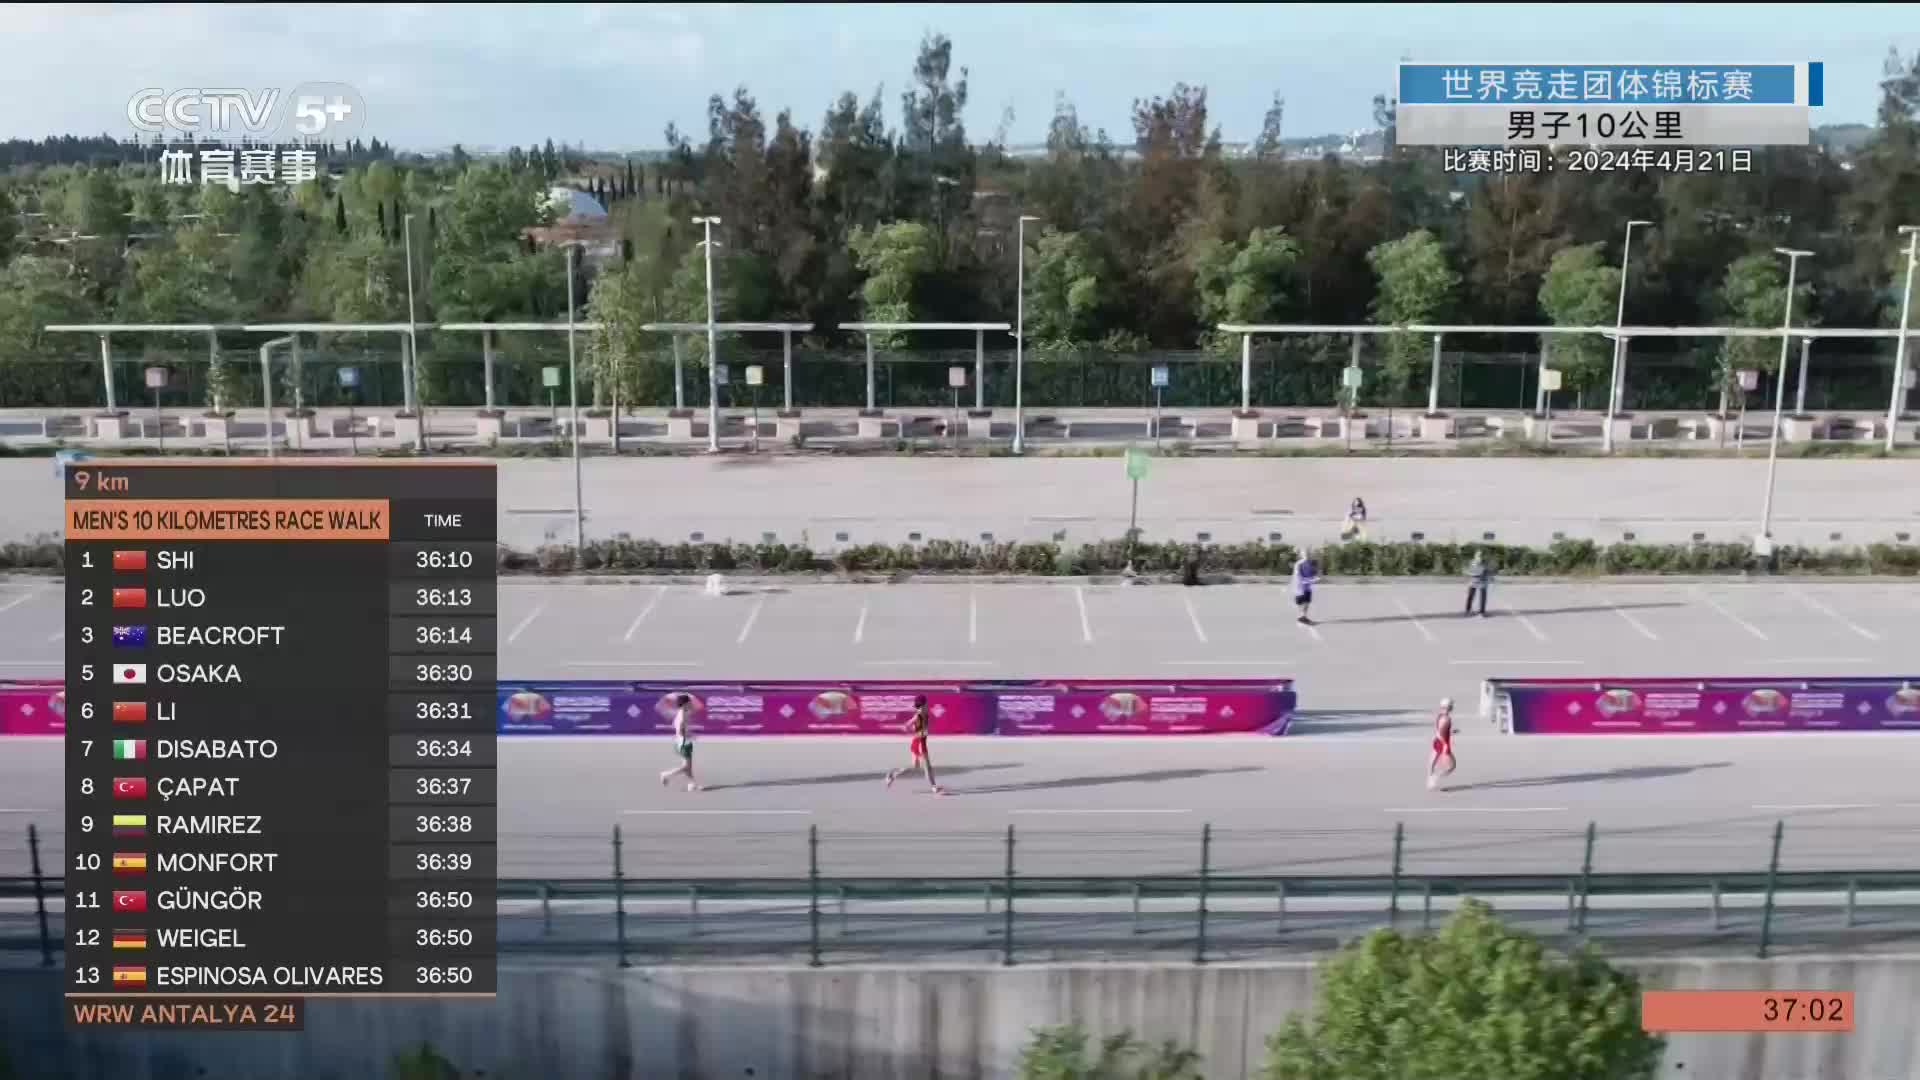 CCTV 5+
体育赛事
世界竞走团体锦标赛
男子10公里
比赛时间：2024年4月21日
9 km
MEN'S 10 KILOMETRES RACE WALK TIME
1 SHI 36:10
2 LUO 36:13
3 BEACROFT 36:14
5 OSAKA 36:30
6 LI 36:31
7 DISABATO 36:34
8 ÇAPAT 36:37
9 RAMIREZ 36:38
10 MONFORT 36:39
11 GÜNGÖR 36:50
12 WEIGEL 36:50
13 ESPINOSA OLIVARES 36:50
WRW ANTALYA 24
37:02